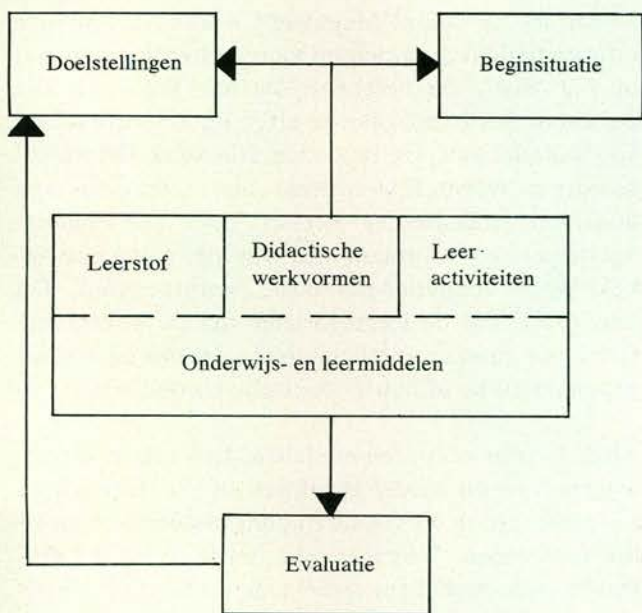 Doelstellingen
Beginsituatie
Leerstof
Didactische
werkvormen
Leer-
activiteiten
Onderwijs- en leermiddelen
Evaluatie